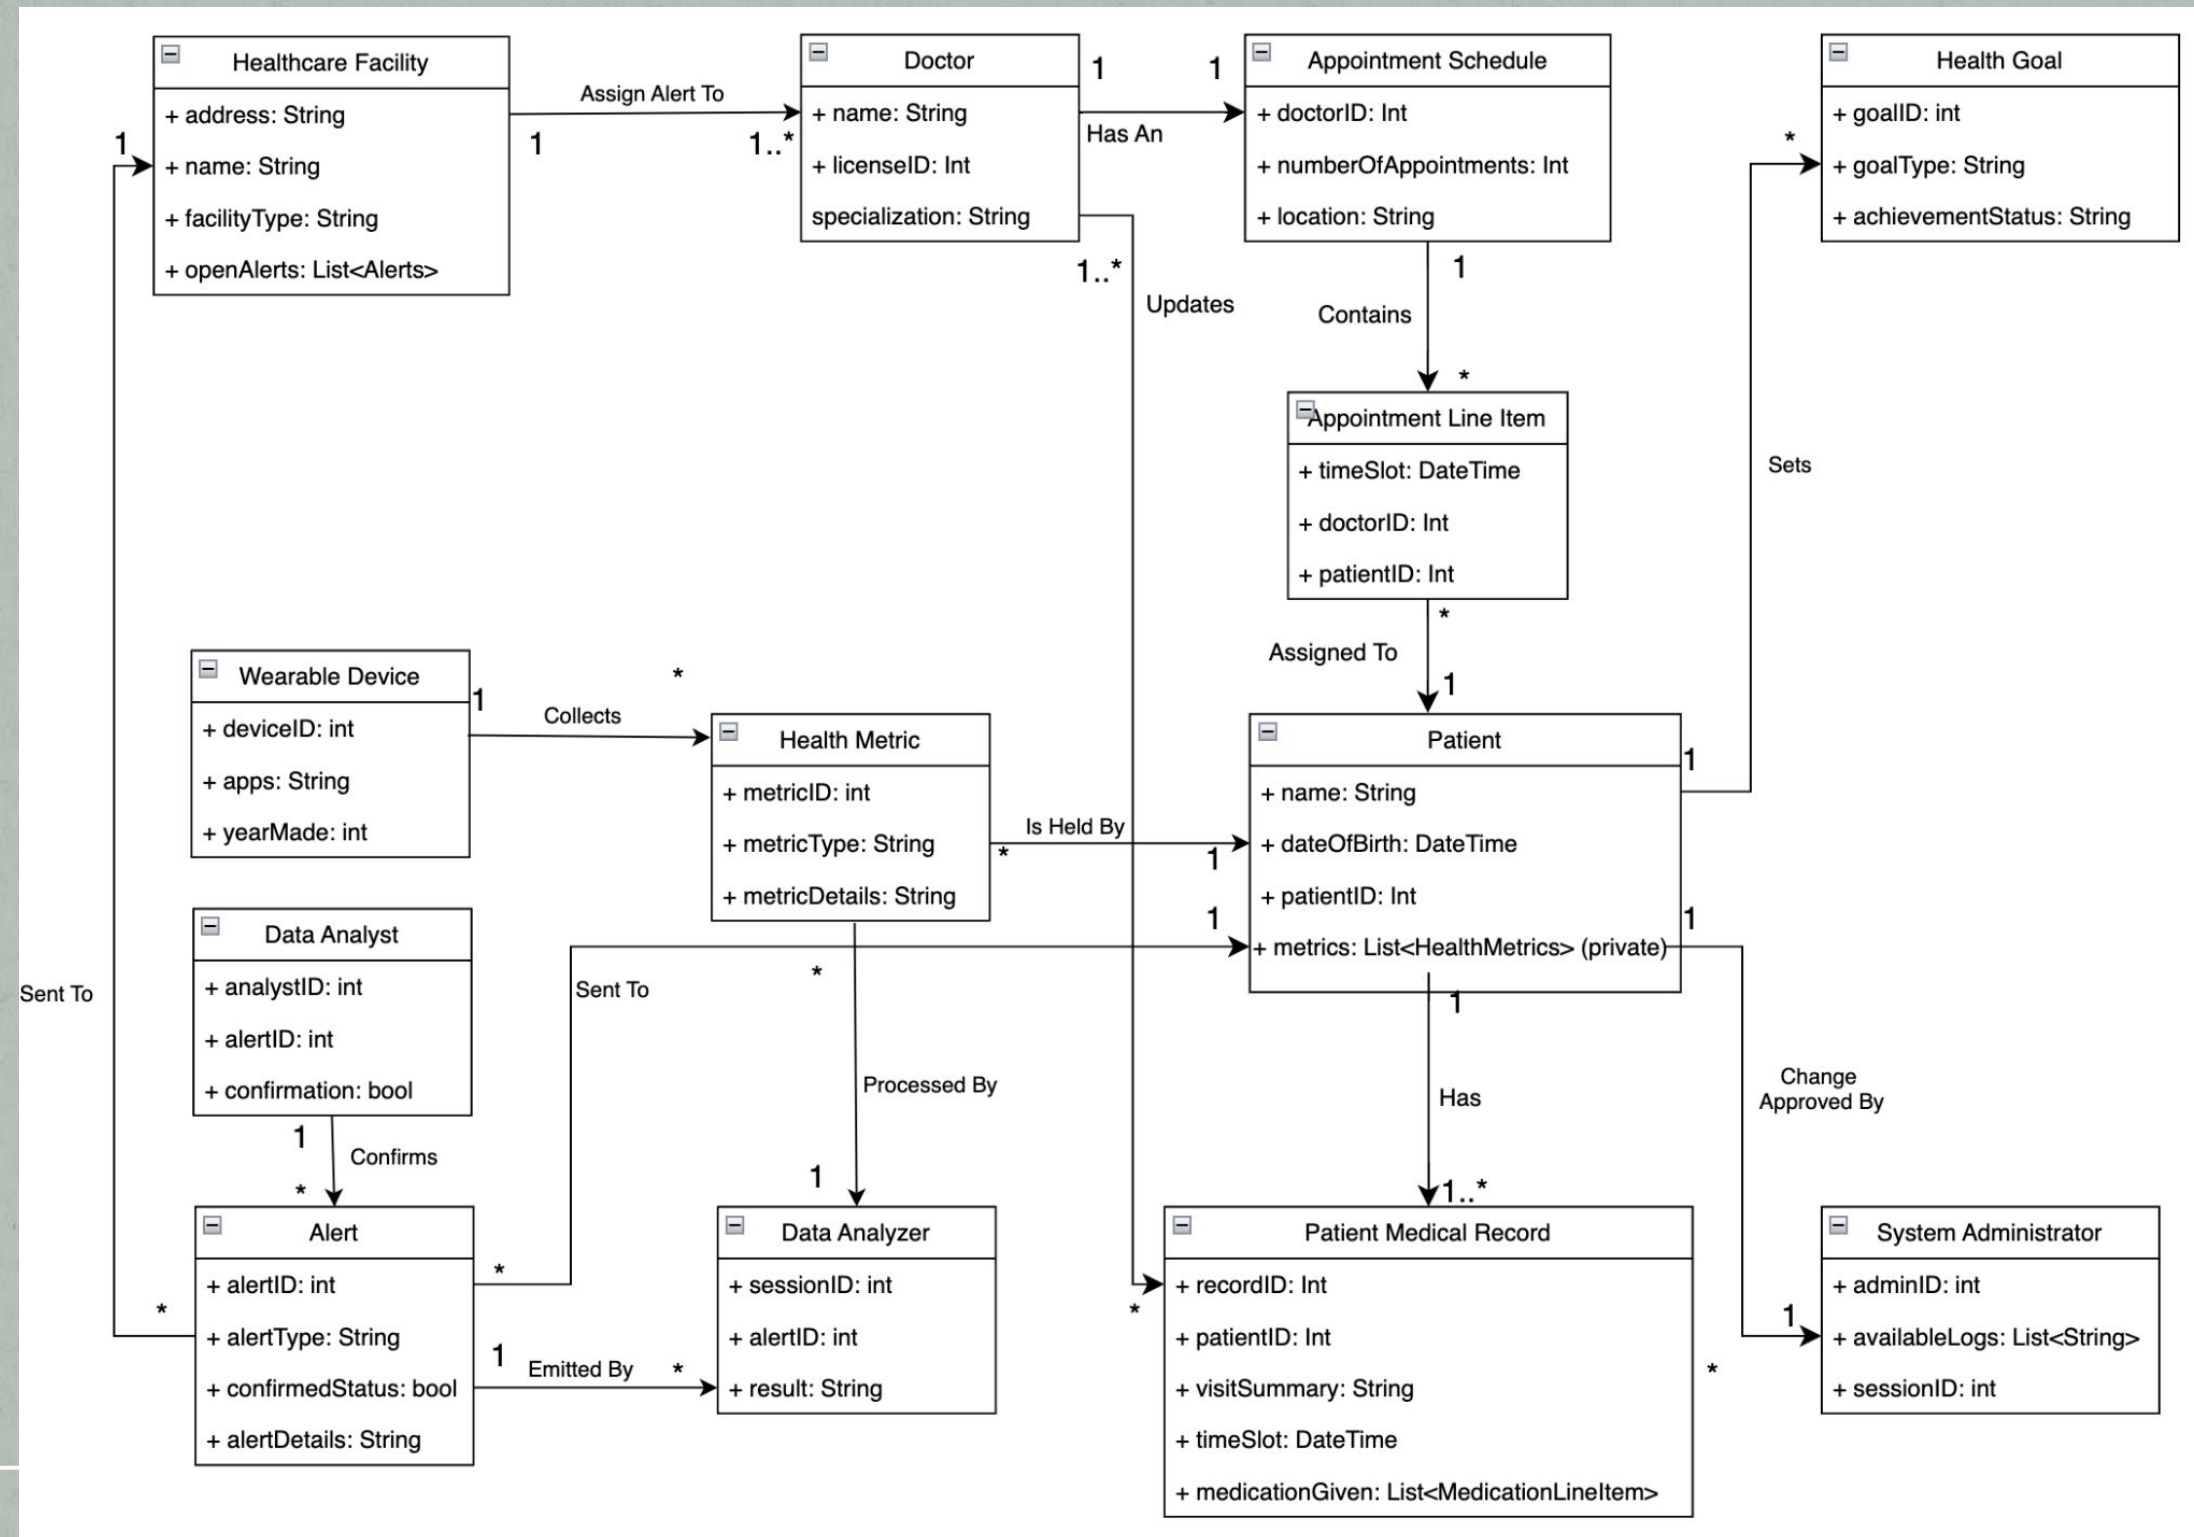 Healthcare Facility
+ address: String
+ name: String
+ facilityType: String
+ openAlerts: List<Alerts>
1
Assign Alert To
1
1..*
Doctor
+ name: String
+ licenseID: Int
specialization: String
1
1
Has An
1..*
Updates
Appointment Schedule
+ doctorID: Int
+ numberOfAppointments: Int
+ location: String
1
Contains
*
Health Goal
+ goalID: int
+ goalType: String
+ achievementStatus: String
*
Sets
Appointment Line Item
+ timeSlot: DateTime
+ doctorID: Int
+ patientID: Int
*
Assigned To
1
Wearable Device
+ deviceID: int
+ apps: String
+ yearMade: int
1
Collects
*
Health Metric
+ metricID: int
+ metricType: String
+ metricDetails: String
Is Held By
*
1
Patient
+ name: String
+ dateOfBirth: DateTime
+ patientID: Int
+ metrics: List<HealthMetrics> (private)
1
1
1
Sent To
Data Analyst
+ analystID: int
+ alertID: int
+ confirmation: bool
Sent To
*
Processed By
1
1
Has
1..*
Change
Approved By
1
1
Confirms
*
Alert
+ alertID: int
+ alertType: String
+ confirmedStatus: bool
+ alertDetails: String
*
*
1
Emitted By
*
Data Analyzer
+ sessionID: int
+ alertID: int
+ result: String
*
Patient Medical Record
+ recordID: Int
+ patientID: Int
+ visitSummary: String
+ timeSlot: DateTime
+ medicationGiven: List<MedicationLineItem>
*
System Administrator
+ adminID: int
+ availableLogs: List<String>
+ sessionID: int